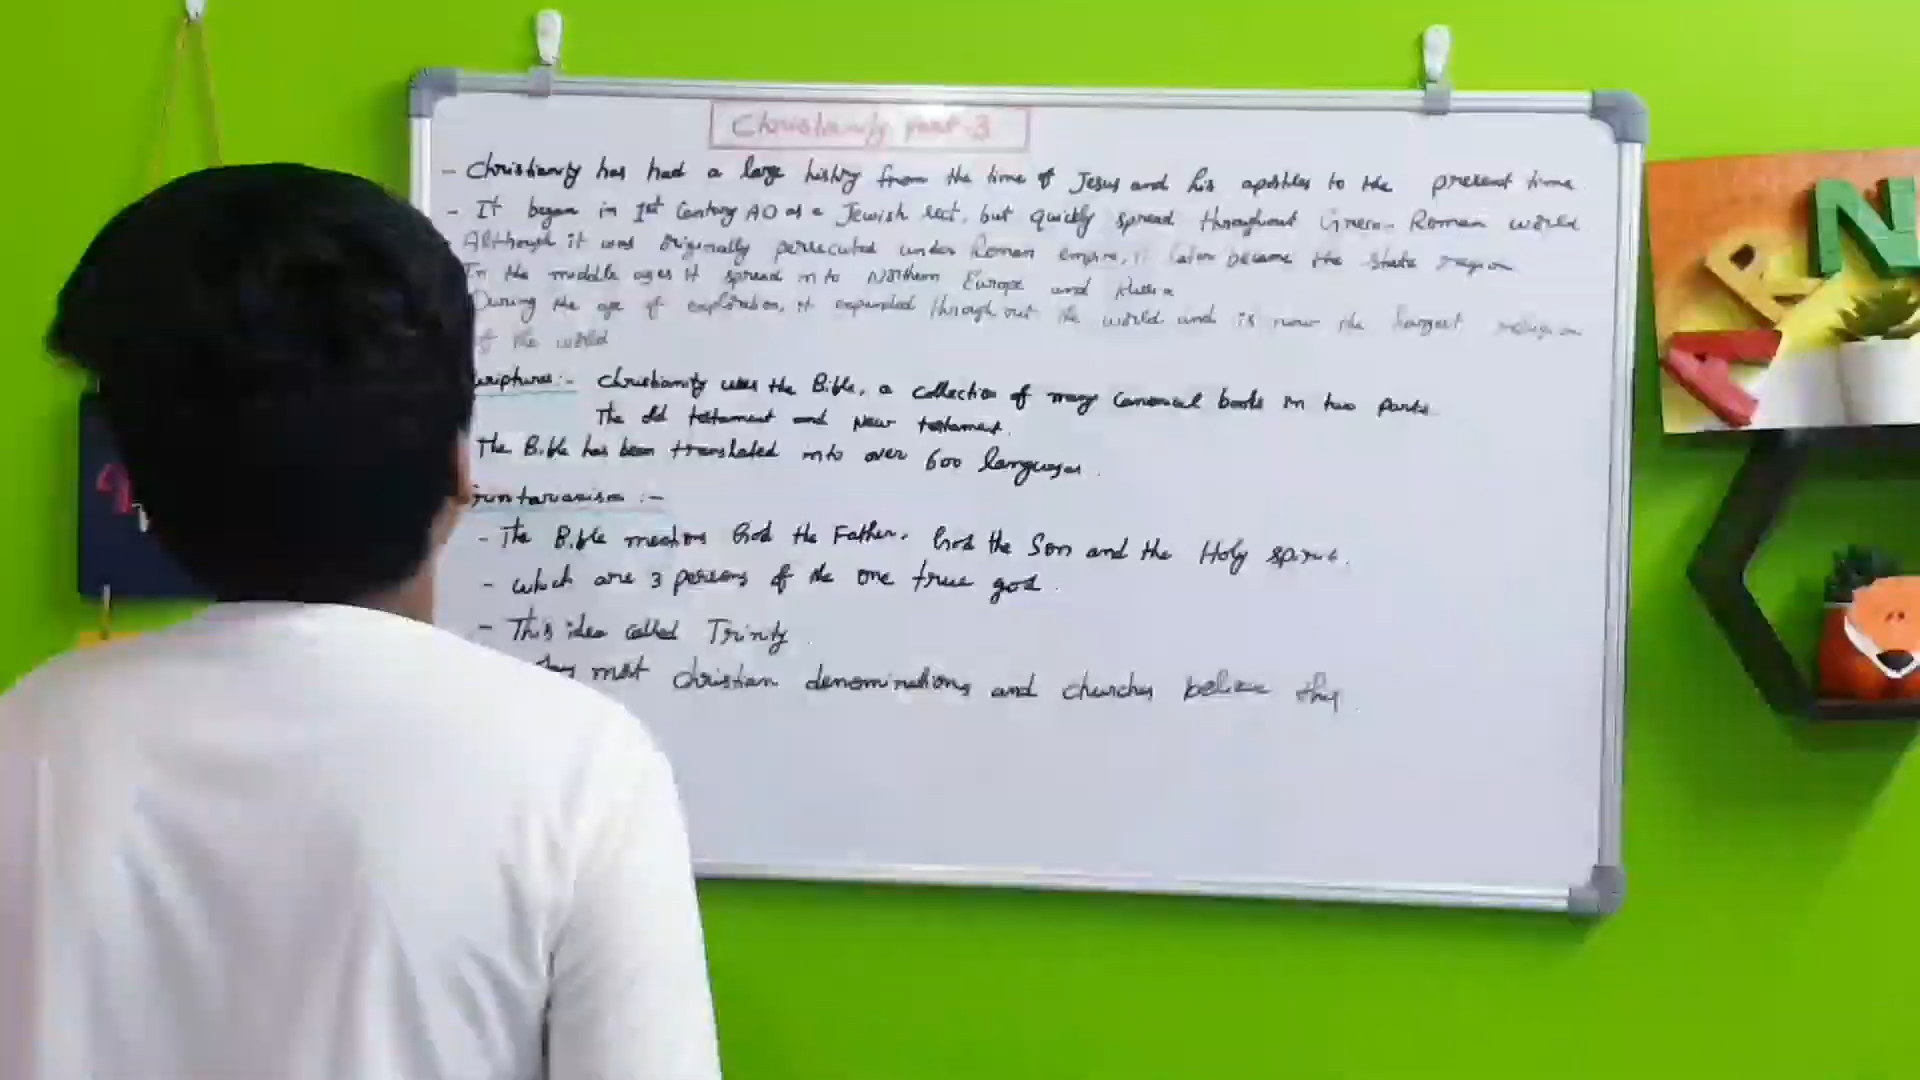 Christianity part-3
- Christianity has had a large history from the time of Jesus and his apostles to the present time.
- It began in 1st Century AD as a Jewish sect, but quickly spread throughout Greco-Roman world
- Although it was originally persecuted under Roman empire, it later became the state
In the middle ages it spread into Northern Europe and Russia
During the age of exploration, it expanded throughout the world and is now the largest religion
of the world
criptures:- Christianity uses the Bible, a collection of many Canonical books in two parts.
The old testament and New testament.
The Bible has been translated into over 600 languages.
- The Bible mentions God the Father, God the Son and the Holy spirit.
- which are 3 persons of the one true god.
- This idea called Trinity.
most christian denominations and churches believe this.
A
P
N